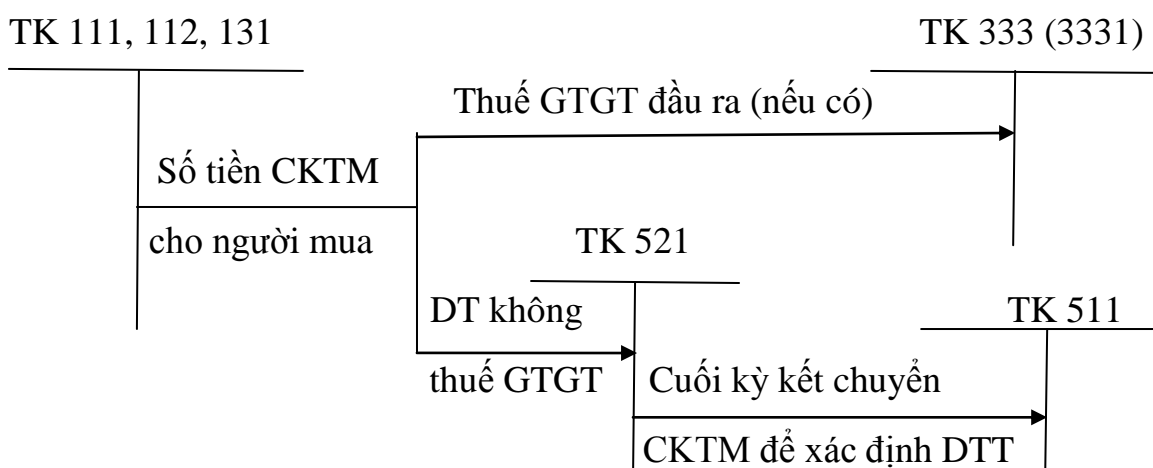 TK 111, 112, 131
TK 333 (3331)
Thuế GTGT đầu ra (nếu có)
Số tiền CKTM
cho người mua
TK 521
DT không
thuế GTGT
TK 511
Cuối kỳ kết chuyển
CKTM để xác định DTT